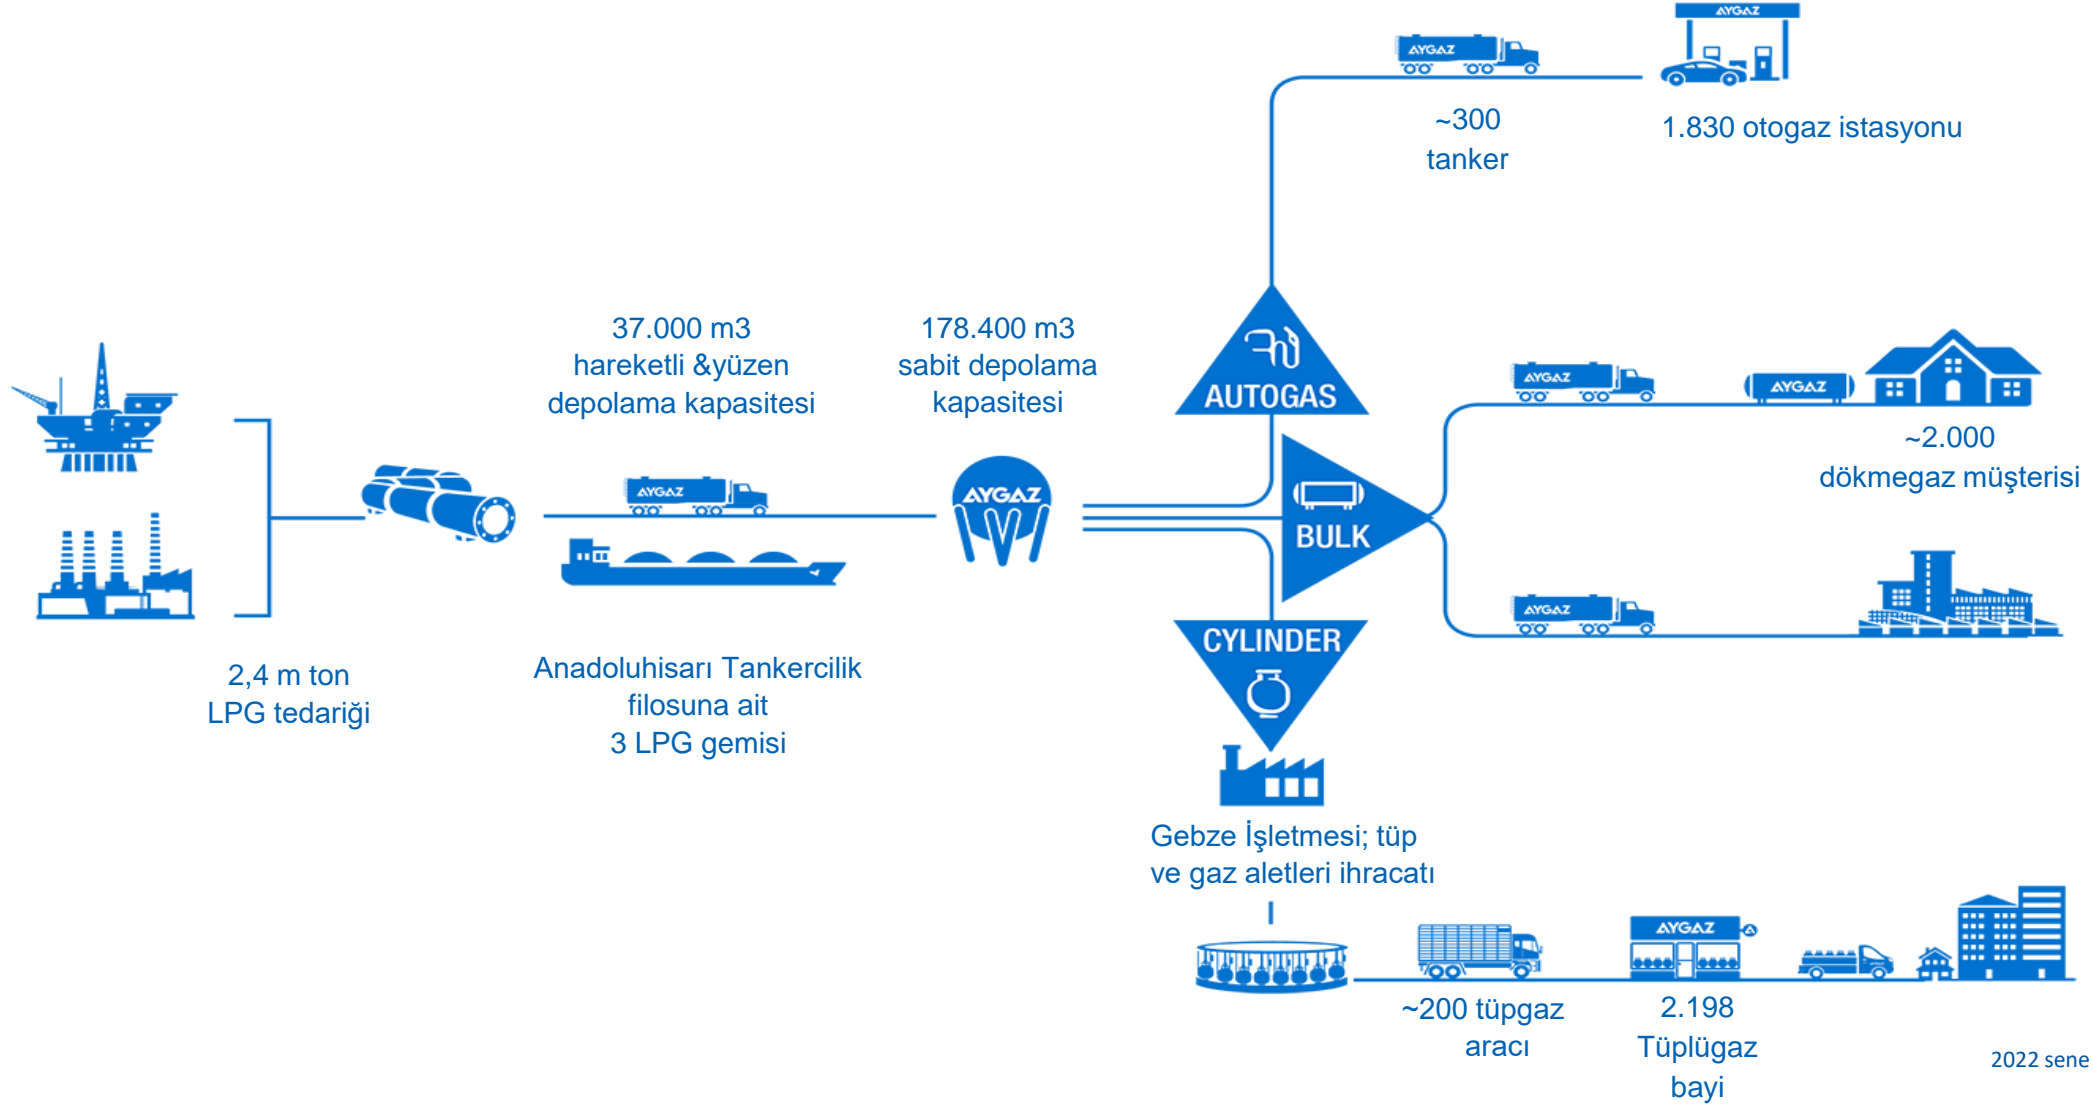 AYGAZ
AYGAZ
~300
tanker
1.830 otogaz istasyonu
37.000 m3
hareketli &yüzen
depolama kapasitesi
178.400 m3
sabit depolama
kapasitesi
AUTOGAS
AYGAZ
AYGAZ
~2.000
dökmegaz müşterisi
AYGAZ
AYGAZ
BULK
AYGAZ
CYLINDER
2,4 m ton
LPG tedariği
Anadoluhisarı Tankercilik
filosuna ait
3 LPG gemisi
Gebze İşletmesi; tüp
ve gaz aletleri ihracatı
AYGAZ
~200 tüpgaz
aracı
2.198
Tüplügaz
bayi
2022 sene